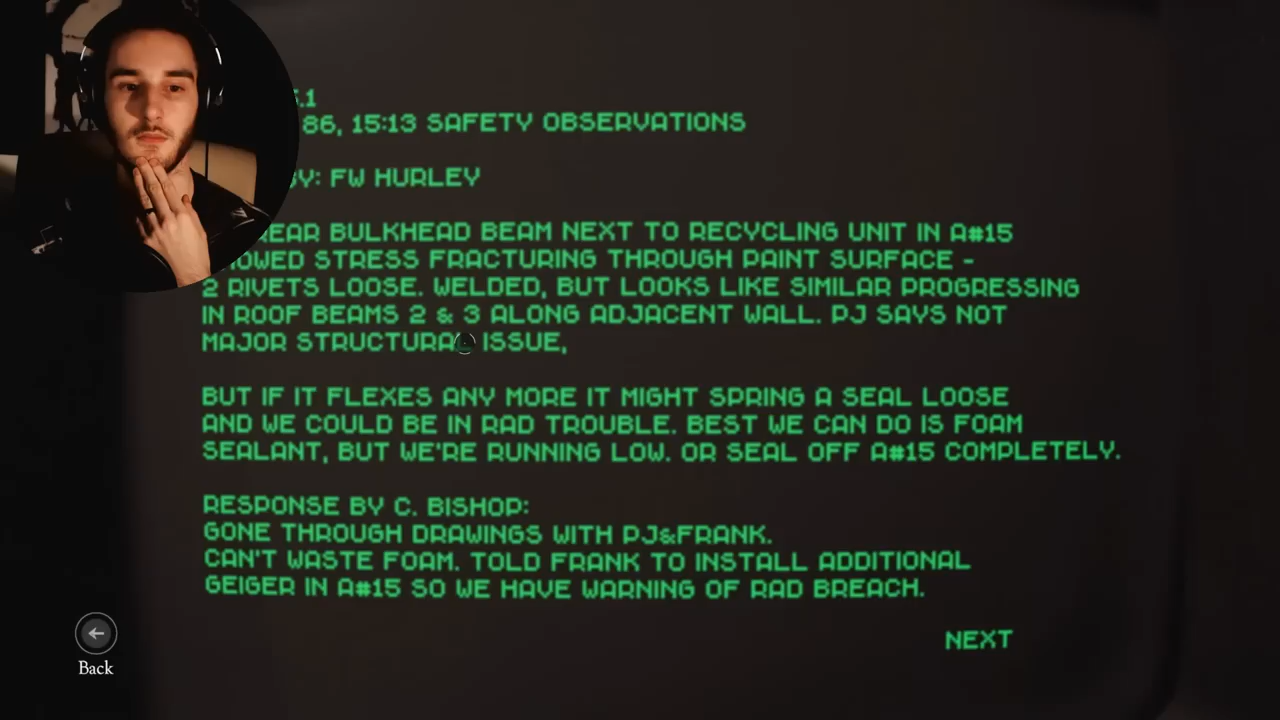 .1
86, 15:13 SAFETY OBSERVATIONS
BY: FW HURLEY
REAR BULKHEAD BEAM NEXT TO RECYCLING UNIT IN A#15
SHOWED STRESS FRACTURING THROUGH PAINT SURFACE -
2 RIVETS LOOSE. WELDED, BUT LOOKS LIKE SIMILAR PROGRESSING
IN ROOF BEAMS 2 & 3 ALONG ADJACENT WALL. PJ SAYS NOT
MAJOR STRUCTURAL ISSUE,
BUT IF IT FLEXES ANY MORE IT MIGHT SPRING A SEAL LOOSE
AND WE COULD BE IN RAD TROUBLE. BEST WE CAN DO IS FOAM
SEALANT, BUT WE'RE RUNNING LOW. OR SEAL OFF A#15 COMPLETELY.
RESPONSE BY C. BISHOP:
GONE THROUGH DRAWINGS WITH PJ&FRANK.
CAN'T WASTE FOAM. TOLD FRANK TO INSTALL ADDITIONAL
GEIGER IN A#15 SO WE HAVE WARNING OF RAD BREACH.
NEXT
Back